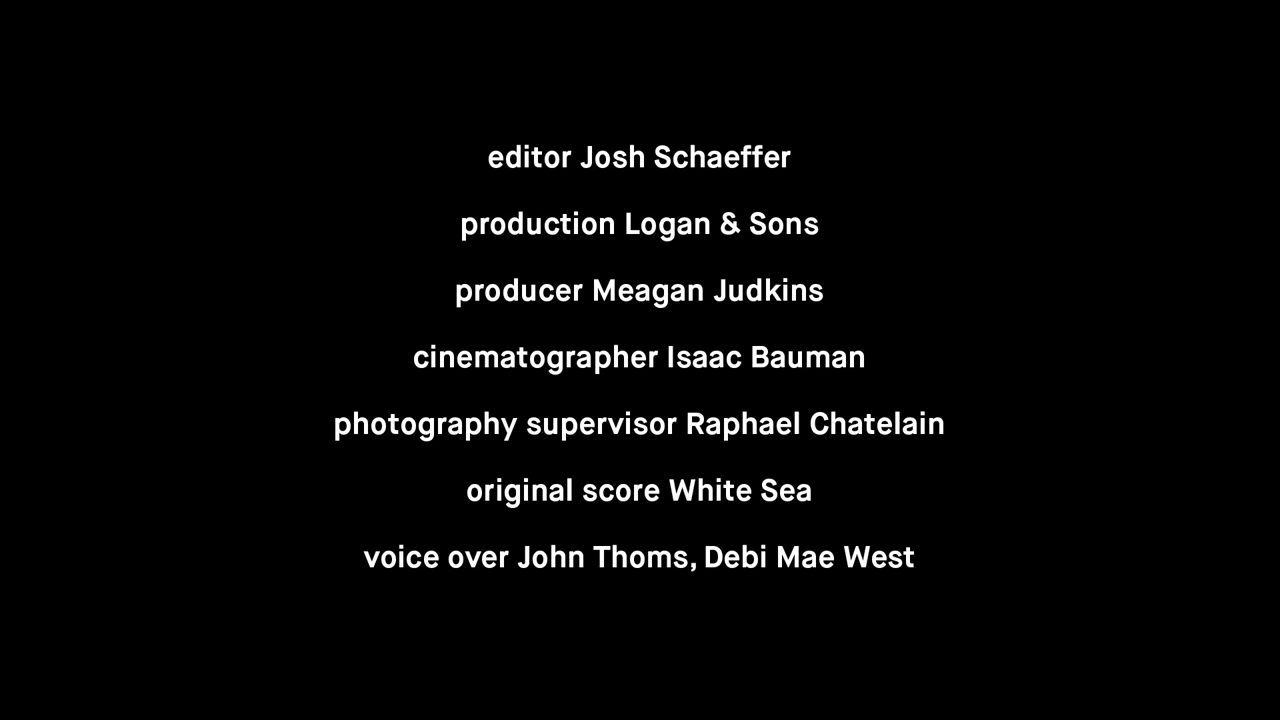 editor Josh Schaeffer
production Logan & Sons
producer Meagan Judkins
cinematographer Isaac Bauman
photography supervisor Raphael Chatelain
original score White Sea
voice over John Thoms, Debi Mae West